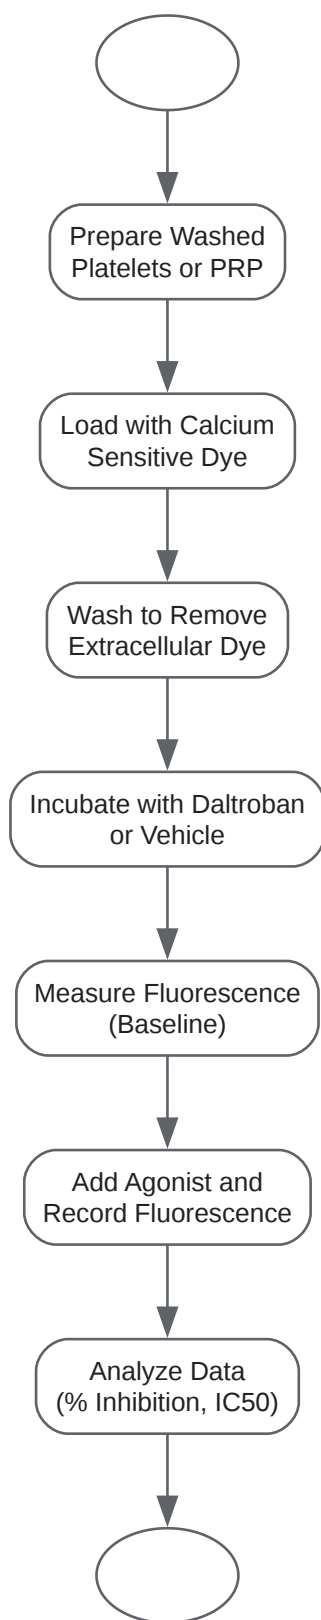 Prepare Washed
Platelets or PRP
Load with Calcium
Sensitive Dye
Wash to Remove
Extracellular Dye
Incubate with Daltroban
or Vehicle
Measure Fluorescence
(Baseline)
Add Agonist and
Record Fluorescence
Analyze Data
(% Inhibition, IC50)